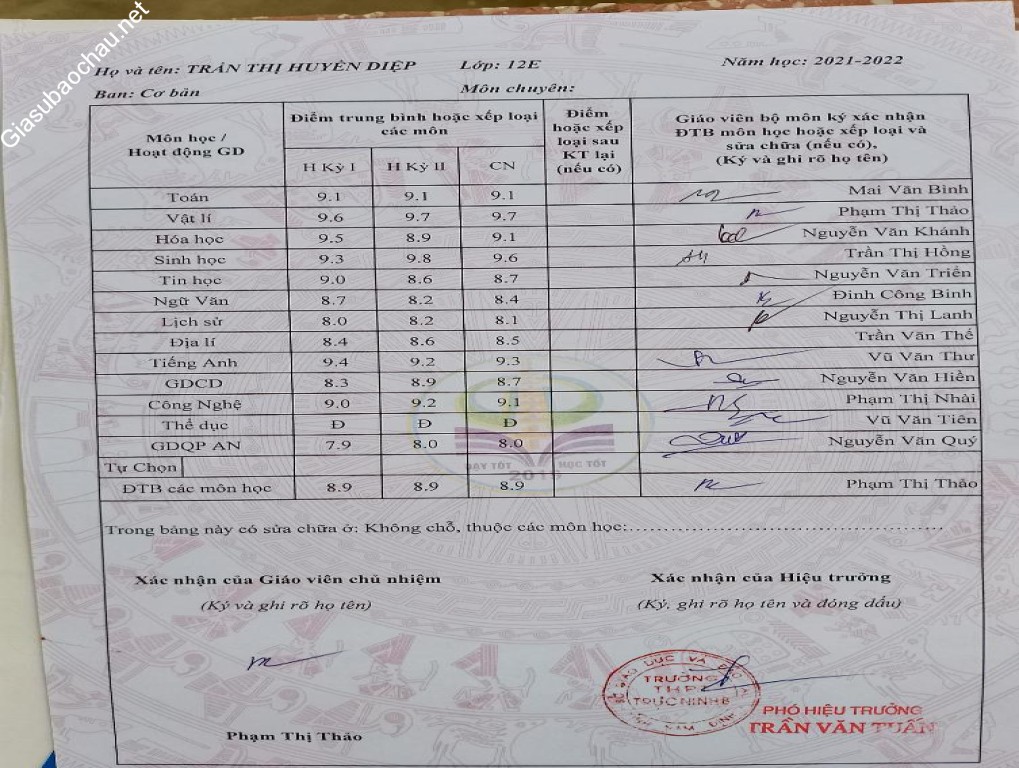 Giasubaochau.net
Họ và tên: TRẦN THỊ HUYỀN DIỆP Lớp: 12E Năm học: 2021-2022
Ban: Cơ bản Môn chuyên:
Môn học / Hoạt động GD
Điểm trung bình hoặc xếp loại các môn
H Kỳ I H Kỳ II CN
Điểm hoặc xếp loại sau KT lại (nếu có)
Giáo viên bộ môn ký xác nhận ĐTB môn học hoặc xếp loại và sửa chữa (nếu có), (Ký và ghi rõ họ tên)
Toán 9.1 9.1 9.1 Mai Văn Bình
Vật lí 9.6 9.7 9.7 Phạm Thị Thảo
Hóa học 9.5 8.9 9.1 Nguyễn Văn Khánh
Sinh học 9.3 9.8 9.6 Trần Thị Hồng
Tin học 9.0 8.6 8.7 Nguyễn Văn Triển
Ngữ Văn 8.7 8.2 8.4 Đinh Công Binh
Lịch sử 8.0 8.2 8.1 Nguyễn Thị Lanh
Địa lí 8.4 8.6 8.5 Trần Văn Thế
Tiếng Anh 9.4 9.2 9.3 Vũ Văn Thư
GDCD 8.3 8.9 8.7 Nguyễn Văn Hiền
Công Nghệ 9.0 9.2 9.1 Phạm Thị Nhài
Thể dục Đ Đ Đ Vũ Văn Tiên
GDQP AN 7.9 8.0 8.0 Nguyễn Văn Quý
Tự Chọn
DẠY TỐT HỌC TỐT
ĐTB các môn học 8.9 8.9 8.9 Phạm Thị Thảo
Trong bảng này có sửa chữa ở: Không chỗ, thuộc các môn học:
Xác nhận của Giáo viên chủ nhiệm
(Ký và ghi rõ họ tên)
Phạm Thị Thảo
Xác nhận của Hiệu trưởng
(Ký, ghi rõ họ tên và đóng dấu)
TRƯỜNG
THPT
TRỰC NINH B
PHÓ HIỆU TRƯỞNG
TRẦN VĂN TUẤN